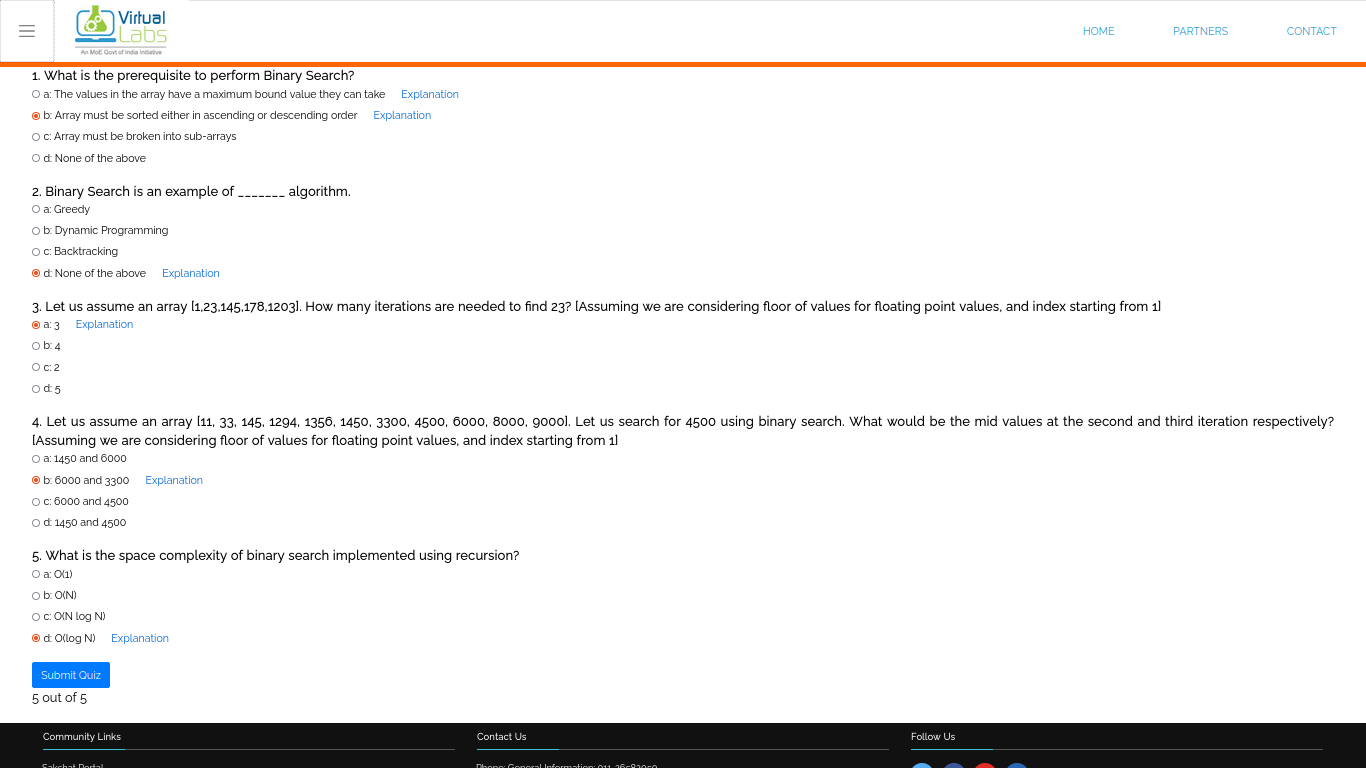 Virtual
Labs
An MoE Govt of India Initiative
HOME PARTNERS CONTACT
1. What is the prerequisite to perform Binary Search?
a: The values in the array have a maximum bound value they can take Explanation
b: Array must be sorted either in ascending or descending order Explanation
c: Array must be broken into sub-arrays
d: None of the above
2. Binary Search is an example of _______ algorithm.
a: Greedy
b: Dynamic Programming
c: Backtracking
d: None of the above Explanation
3. Let us assume an array [1,23,145,178,1203]. How many iterations are needed to find 23? [Assuming we are considering floor of values for floating point values, and index starting from 1]
a: 3 Explanation
b: 4
c: 2
d: 5
4. Let us assume an array [11, 33, 145, 1294, 1356, 1450, 3300, 4500, 6000, 8000, 9000]. Let us search for 4500 using binary search. What would be the mid values at the second and third iteration respectively?
[Assuming we are considering floor of values for floating point values, and index starting from 1]
a: 1450 and 6000
b: 6000 and 3300 Explanation
c: 6000 and 4500
d: 1450 and 4500
5. What is the space complexity of binary search implemented using recursion?
a: O(1)
b: O(N)
c: O(N log N)
d: O(log N) Explanation
Submit Quiz
5 out of 5
Community Links Contact Us Follow Us
Sakshat Portal Phone: General Information: 011-26582050